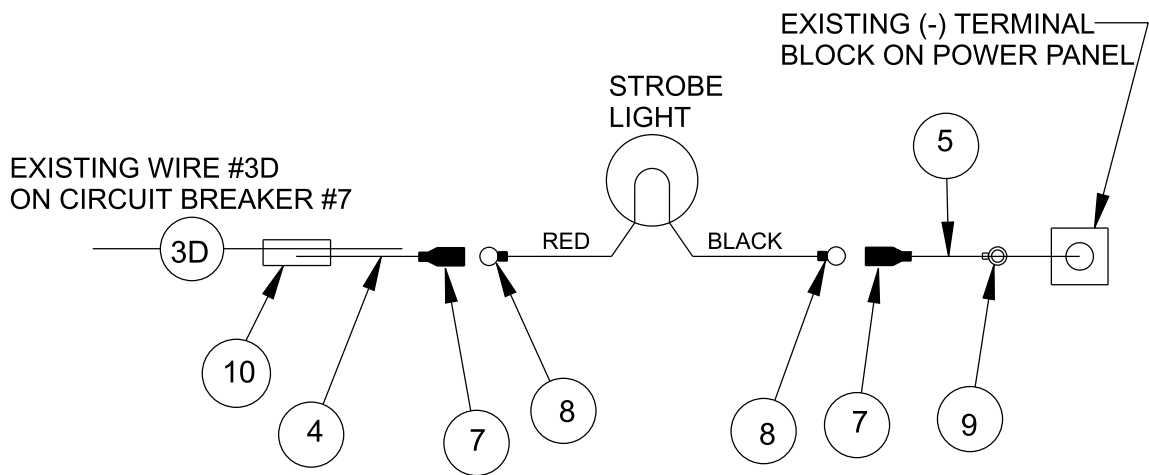 EXISTING (-) TERMINAL
BLOCK ON POWER PANEL
STROBE
LIGHT
5
EXISTING WIRE #3D
ON CIRCUIT BREAKER #7
3D
RED
BLACK
10
4
7
8
8
7
9